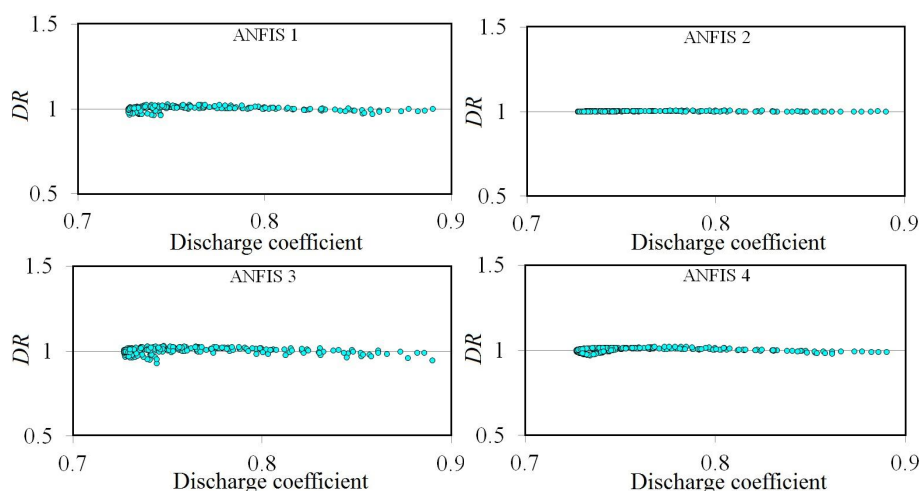 1.5
ANFIS 1
DR
1
0.5
0.7
0.8
0.9
Discharge coefficient
1.5
ANFIS 2
DR
1
0.5
0.7
0.8
0.9
Discharge coefficient
1.5
ANFIS 3
DR
1
0.5
0.7
0.8
0.9
Discharge coefficient
1.5
ANFIS 4
DR
1
0.5
0.7
0.8
0.9
Discharge coefficient